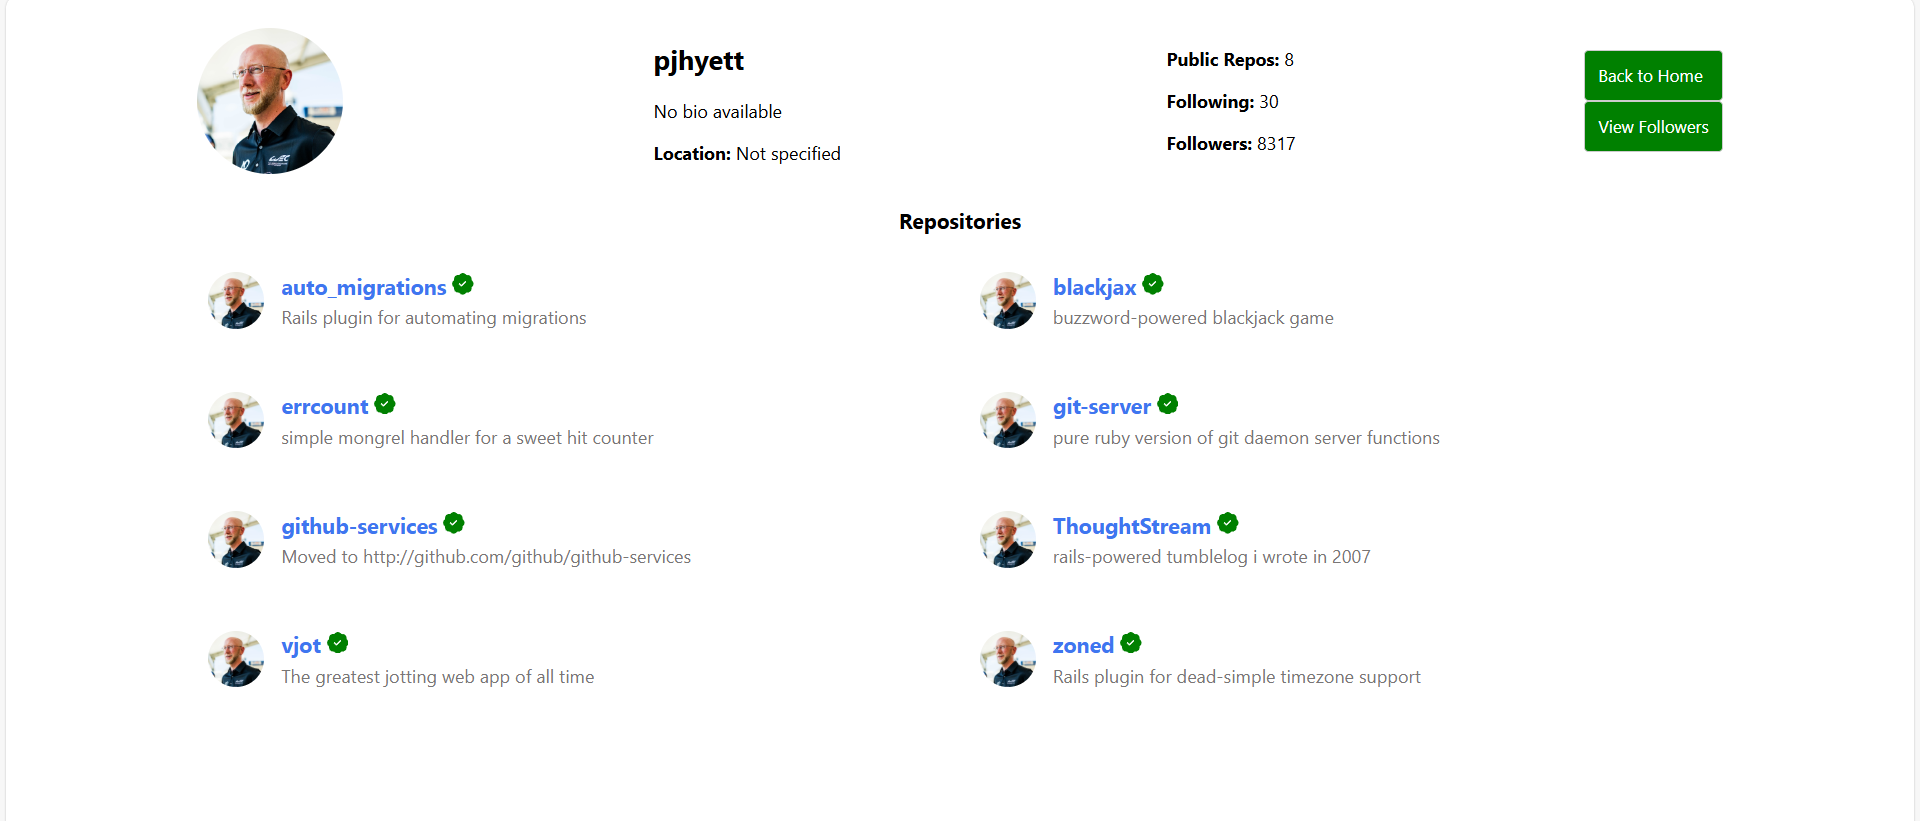 pjhyett
No bio available
Location: Not specified
Public Repos: 8
Following: 30
Followers: 8317
Back to Home
View Followers
Repositories
auto_migrations
Rails plugin for automating migrations
blackjax
buzzword-powered blackjack game
errcount
simple mongrel handler for a sweet hit counter
git-server
pure ruby version of git daemon server functions
github-services
Moved to http://github.com/github/github-services
ThoughtStream
rails-powered tumblelog i wrote in 2007
vjot
The greatest jotting web app of all time
zoned
Rails plugin for dead-simple timezone support